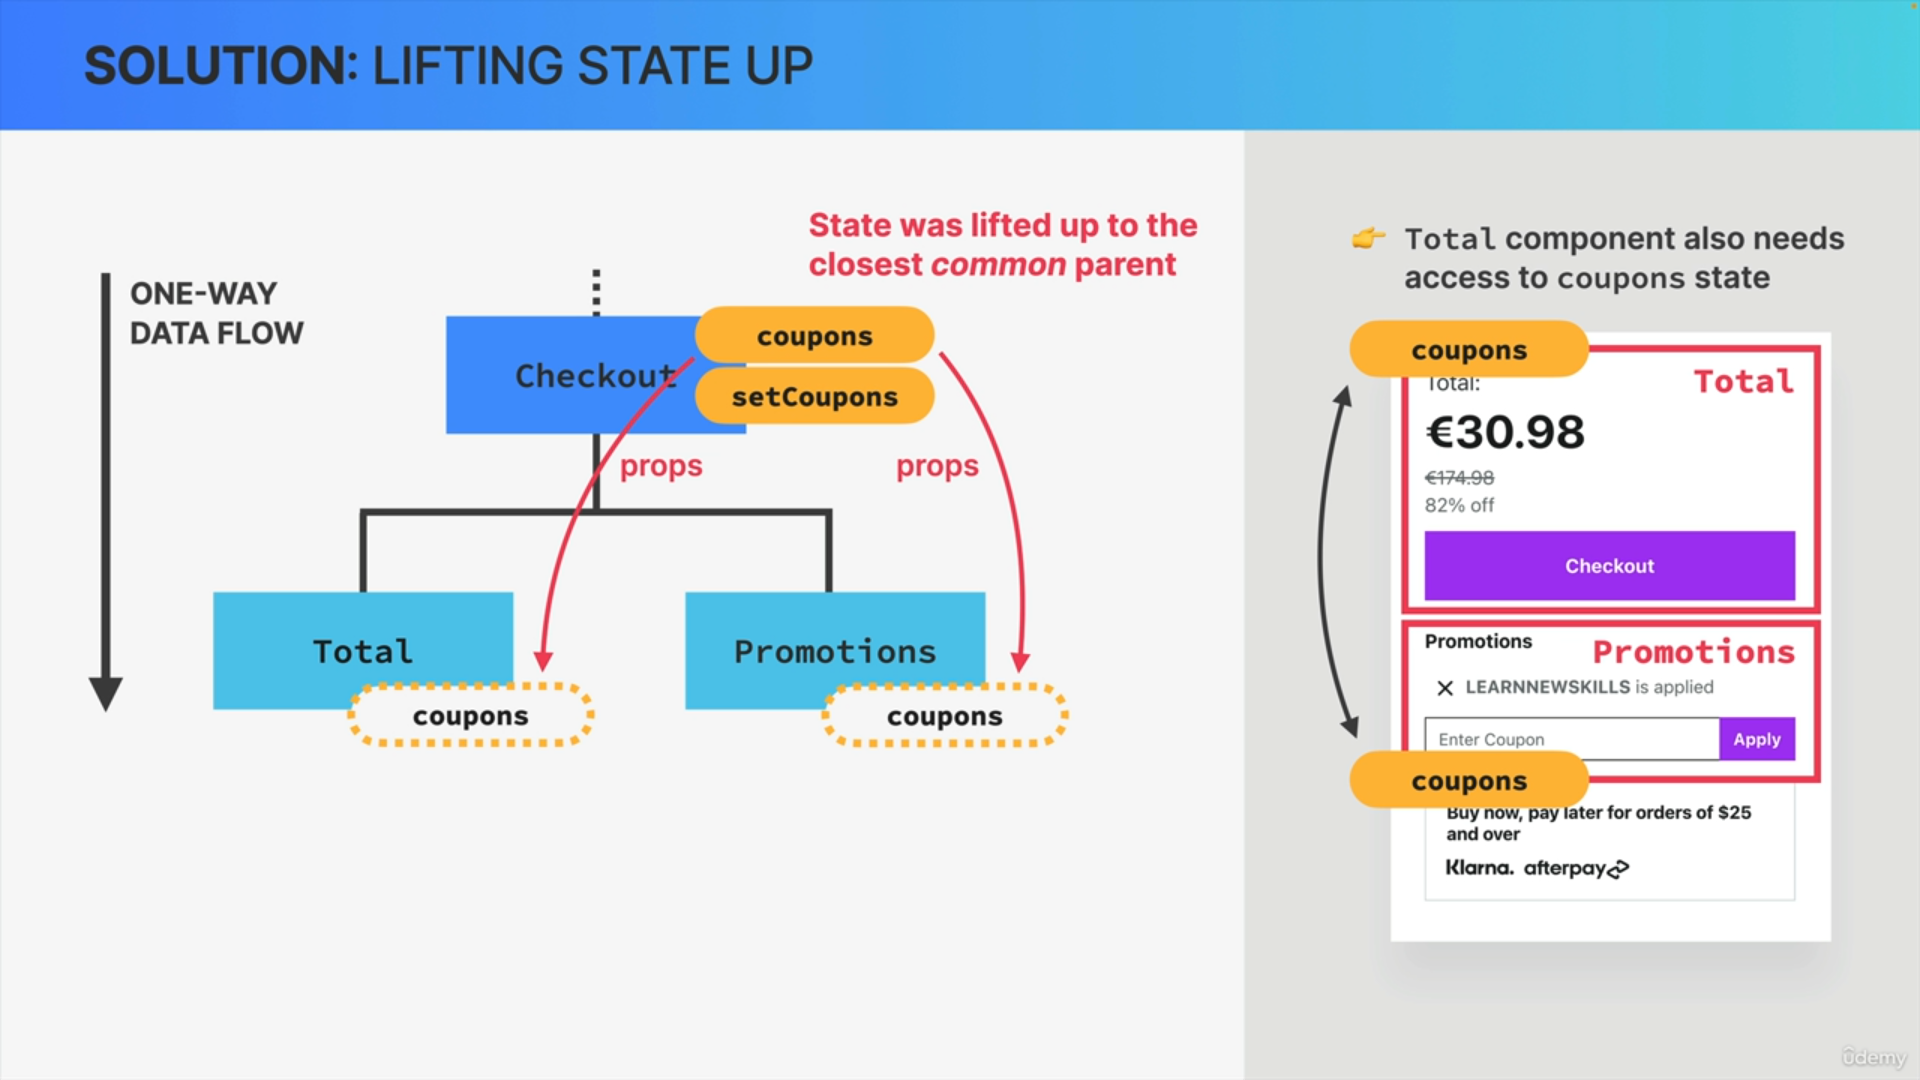 SOLUTION: LIFTING STATE UP
ONE-WAY
DATA FLOW
State was lifted up to the
closest common parent
Checkout
coupons
setCoupons
props
props
Total
coupons
Promotions
coupons
👉 Total component also needs
access to coupons state
coupons
Total:
Total
€30.98
€174.98
82% off
Checkout
Promotions
Promotions
LEARNNEWSKILLS is applied
Enter Coupon
Apply
coupons
Buy now, pay later for orders of $25
and over
Klarna. afterpay
ûdemy